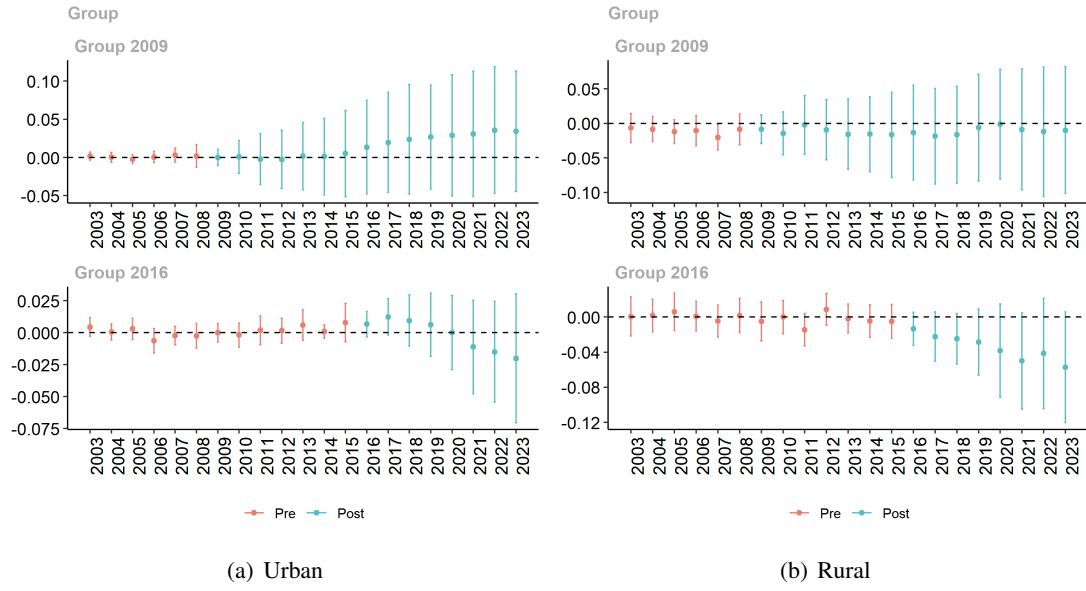 Group
Group 2009
0.10
0.05
0.00
-0.05
2003 2004 2005 2006 2007 2008 2009 2010 2011 2012 2013 2014 2015 2016 2017 2018 2019 2020 2021 2022 2023
Group 2016
0.025
0.000
-0.025
-0.050
-0.075
2003 2004 2005 2006 2007 2008 2009 2010 2011 2012 2013 2014 2015 2016 2017 2018 2019 2020 2021 2022 2023
Pre Post
(a) Urban
Group
Group 2009
0.05
0.00
-0.05
-0.10
2003 2004 2005 2006 2007 2008 2009 2010 2011 2012 2013 2014 2015 2016 2017 2018 2019 2020 2021 2022 2023
Group 2016
0.00
-0.04
-0.08
-0.12
2003 2004 2005 2006 2007 2008 2009 2010 2011 2012 2013 2014 2015 2016 2017 2018 2019 2020 2021 2022 2023
Pre Post
(b) Rural